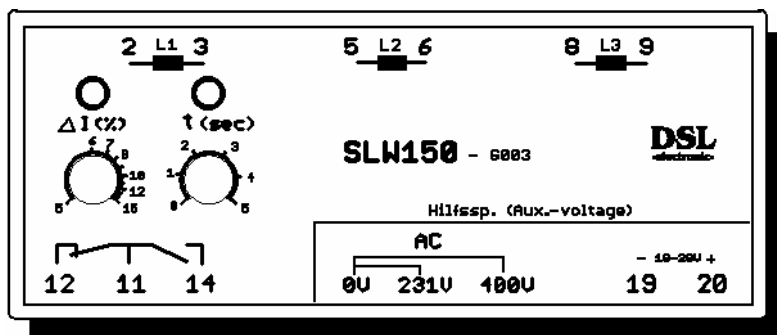 2 L1 3
5 L2 6
8 L3 9
Δ I (%)
t (sec)
5 6 7 8 10 12 15
0 1 2 3 4 5
SLW150 - G003
DSL
electronic
Hilfssp. (Aux.-voltage)
AC
0V 231V 400V
12 11 14
- 10-20V +
19 20